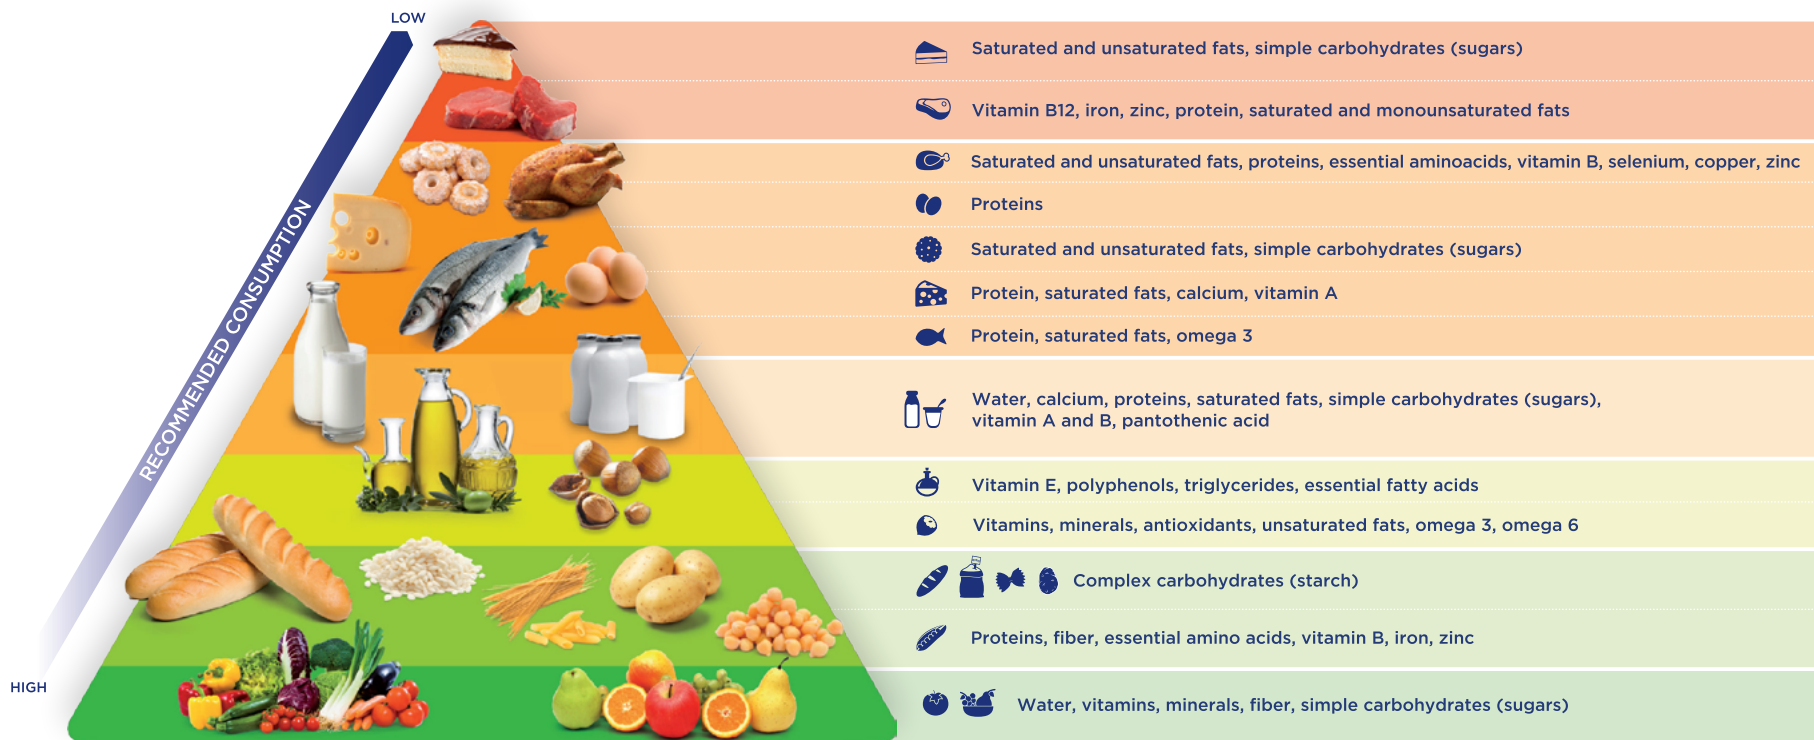 LOW
RECOMMENDED CONSUMPTION
HIGH
Saturated and unsaturated fats, simple carbohydrates (sugars)
Vitamin B12, iron, zinc, protein, saturated and monounsaturated fats
Saturated and unsaturated fats, proteins, essential aminoacids, vitamin B, selenium, copper, zinc
Proteins
Saturated and unsaturated fats, simple carbohydrates (sugars)
Protein, saturated fats, calcium, vitamin A
Protein, saturated fats, omega 3
Water, calcium, proteins, saturated fats, simple carbohydrates (sugars),
vitamin A and B, pantothenic acid
Vitamin E, polyphenols, triglycerides, essential fatty acids
Vitamins, minerals, antioxidants, unsaturated fats, omega 3, omega 6
Complex carbohydrates (starch)
Proteins, fiber, essential amino acids, vitamin B, iron, zinc
Water, vitamins, minerals, fiber, simple carbohydrates (sugars)